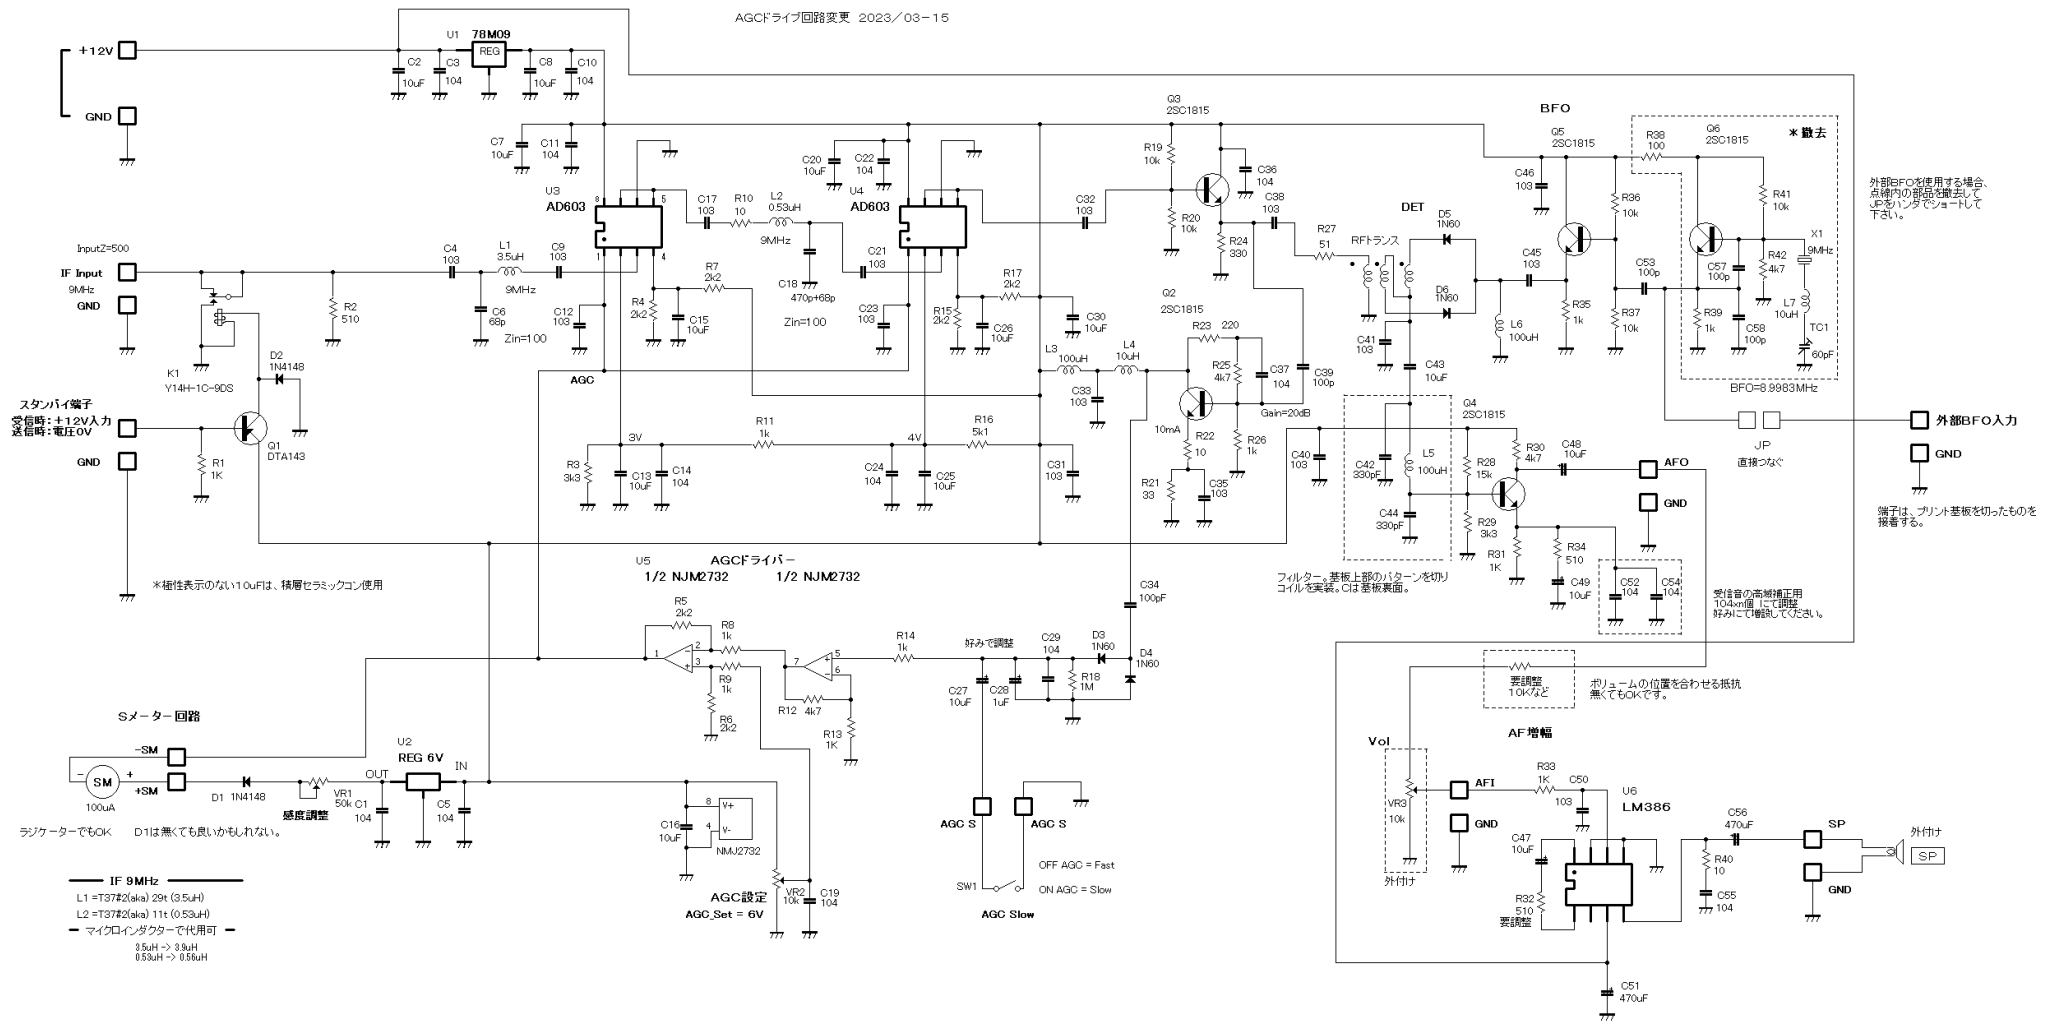 AGCドライブ回路変更 2023/03-15
+12V
GND
U1
78M09
REG
C2
10uF
C3
104
C8
10uF
C10
104
C7
10uF
C11
104
U3
AD603
8
5
1
4
C20
10uF
C22
104
U4
AD603
C17
103
R10
10
L2
0.53uH
9MHz
C21
103
C18
470p+68p
Zin=100
InputZ=500
IF Input
9MHz
GND
C4
103
L1
3.5uH
9MHz
C9
103
C6
68p
Zin=100
C12
103
R2
510
R4
2k2
C15
10uF
R7
2k2
C23
103
R15
2k2
R17
2k2
C26
10uF
C30
10uF
AGC
K1
Y14H-1C-9DS
D2
1N4148
スタンバイ端子
受信時:+12V入力
送信時:電圧0V
GND
R1
1K
Q1
DTA143
3V
4V
R3
3k3
C13
10uF
C14
104
R11
1k
C24
104
C25
10uF
R16
5k1
C31
103
Q3
2SC1815
R19
10k
R20
10k
C32
103
R24
330
C36
104
C38
103
R27
51
RFトランス
DET
D5
1N60
D6
1N60
Q2
2SC1815
R23
220
R25
4k7
C37
104
C39
100p
Gain=20dB
L3
100uH
L4
10uH
C33
103
10mA
R22
10
R26
1k
R21
33
C35
103
C41
103
C43
10uF
L6
100uH
C45
103
BFO
Q5
2SC1815
C46
103
R36
10k
R35
1k
R37
10k
C53
100p
R38
100
Q6
2SC1815
*撤去
R41
10k
R42
4k7
C57
100p
R39
1k
C58
100p
X1
9MHz
L7
10uH
TC1
60pF
BFO=8.9983MHz
外部BFOを使用する場合、
点線内の部品を撤去して
JPをハンダでショートして
下さい。
JP
直接つなぐ
外部BFO入力
GND
端子は、プリント基板を切ったものを
接着する。
C40
103
C42
330pF
L5
100uH
C44
330pF
Q4
2SC1815
R28
15k
R29
3k3
R30
4k7
R31
1K
C48
10uF
AFO
GND
R34
510
C49
10uF
C52
104
C54
104
フィルター。基板上部のパターンを切り
コイルを実装。Cは基板裏面。
受信音の高域補正用
104×n個 にて調整
好みにて増設してください。
*極性表示のない10uFは、積層セラミックコン使用
U5
AGCドライバー
1/2 NJM2732
1/2 NJM2732
R5
2k2
R8
1k
R9
1k
R6
2k2
1
2
3
7
5
6
R12
4k7
R13
1K
R14
1k
好みで調整
C27
10uF
C28
1uF
C29
104
R18
1M
D3
1N60
D4
1N60
C34
100pF
Sメーター回路
-SM
+SM
SM
-
+
100uA
D1
1N4148
感度調整
VR1
50k
C1
104
U2
REG 6V
OUT
IN
C5
104
ラジケーターでもOK
D1は無くても良いかもしれない。
C16
10uF
8
4
V+
V-
NMJ2732
AGC設定
AGC_Set = 6V
VR2
10k
C19
104
AGC S
AGC S
SW1
OFF AGC = Fast
ON AGC = Slow
AGC Slow
IF 9MHz
L1 =T37#2(aka) 29t (3.5uH)
L2 =T37#2(aka) 11t (0.53uH)
マイクロインダクターで代用可
3.5uH -> 3.9uH
0.53uH -> 0.56uH
要調整
10Kなど
ボリュームの位置を合わせる抵抗
無くてもOKです。
AF増幅
Vol
VR3
10k
外付け
AFI
GND
R33
1K
C50
103
U6
LM386
C47
10uF
R32
510
要調整
C56
470uF
R40
10
C55
104
SP
GND
外付け
SP
C51
470uF